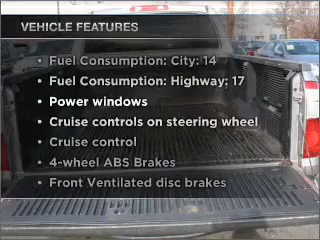 VEHICLE FEATURES
• Fuel Consumption: City: 14
• Fuel Consumption: Highway: 17
• Power windows
• Cruise controls on steering wheel
• Cruise control
• 4-wheel ABS Brakes
• Front Ventilated disc brakes